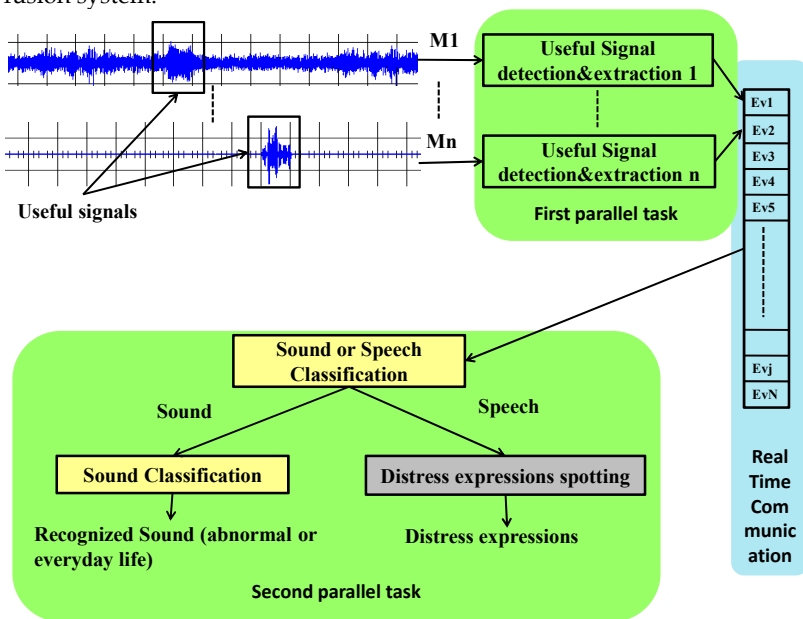 fusion system.
M1
Useful Signal
detection&extraction 1
Mn
Useful Signal
detection&extraction n
Useful signals
First parallel task
Ev1
Ev2
Ev3
Ev4
Ev5
Evj
EvN
Real
Time
Com
munic
ation
Sound or Speech
Classification
Sound
Speech
Sound Classification
Distress expressions spotting
Recognized Sound (abnormal or
everyday life)
Distress expressions
Second parallel task